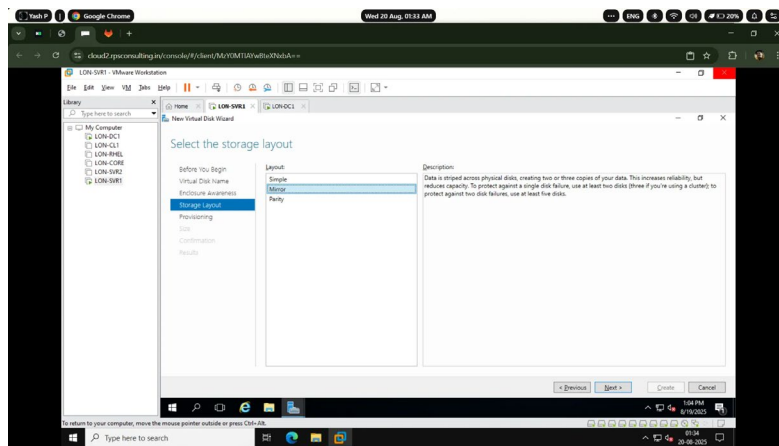 Yash P
Google Chrome
Wed 20 Aug, 01:33 AM
ENG
20%
cloud2.rpsconsulting.in/console/#/client/MzY0MTIAYwBteXNxbA==
LON-SVR1 - VMware Workstation
File Edit View VM Tabs Help
Library
Type here to search
My Computer
LON-DC1
LON-CL1
LON-RHEL
LON-CORE
LON-SVR2
LON-SVR1
Home
LON-SVR1
LON-DC1
New Virtual Disk Wizard
Select the storage layout
Before You Begin
Virtual Disk Name
Enclosure Awareness
Storage Layout
Provisioning
Size
Confirmation
Results
Layout:
Simple
Mirror
Parity
Description:
Data is striped across physical disks, creating two or three copies of your data. This increases reliability, but
reduces capacity. To protect against a single disk failure, use at least two disks (three if you're using a cluster); to
protect against two disk failures, use at least five disks.
< Previous
Next >
Create
Cancel
1:04 PM
8/19/2025
To return to your computer, move the mouse pointer outside or press Ctrl+Alt.
Type here to search
01:34
20-08-2025